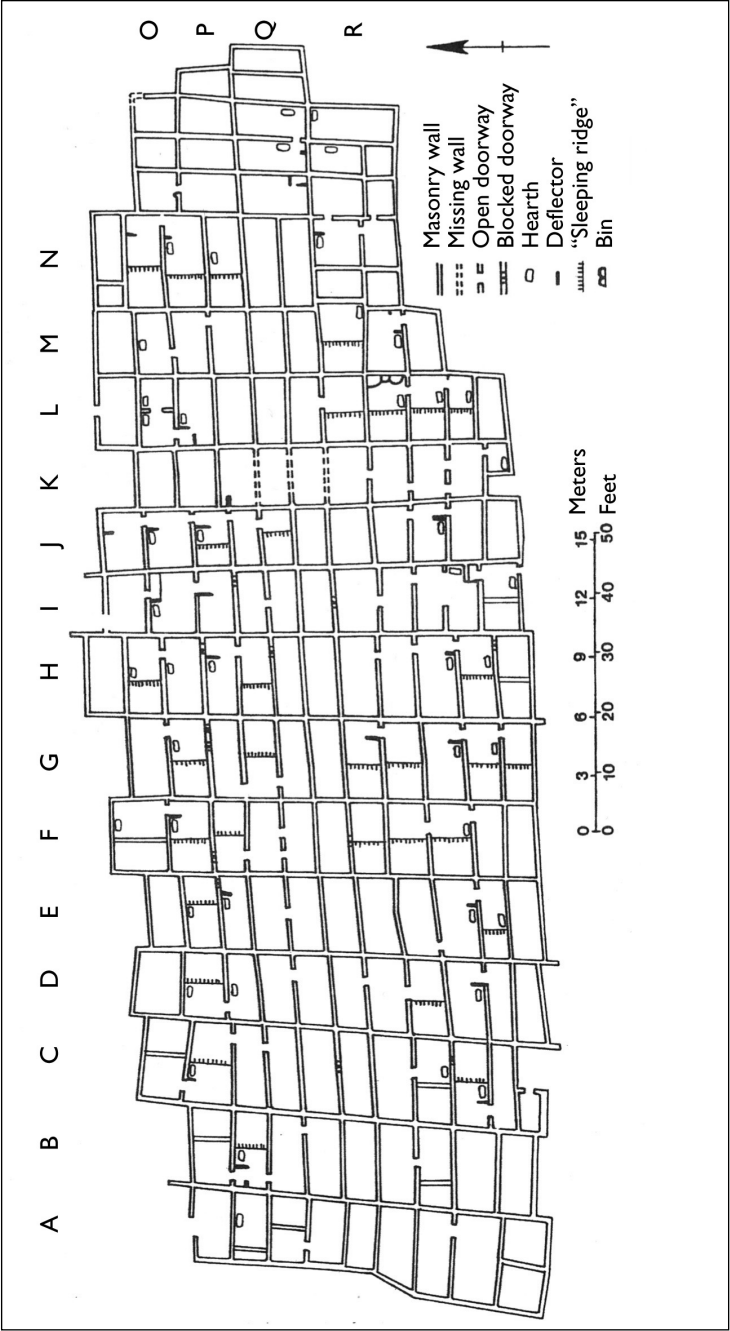 A B C D E F G H I J K L M N
O
P
Q
R
Masonry wall
Missing wall
Open doorway
Blocked doorway
Hearth
Deflector
“Sleeping ridge”
Bin
0 3 6 9 12 15 Meters
0 10 20 30 40 50 Feet